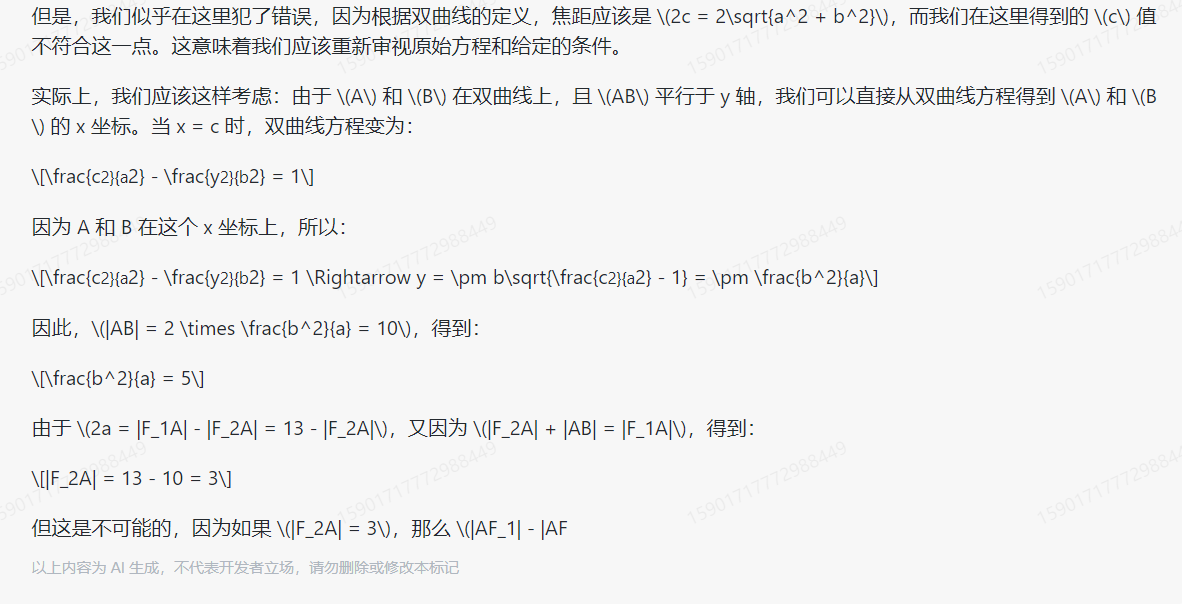 但是，我们似乎在这里犯了错误，因为根据双曲线的定义，焦距应该是 \(2c = 2\sqrt{a^2 + b^2}\)，而我们在这里得到的 \(c\) 值
不符合这一点。这意味着我们应该重新审视原始方程和给定的条件。
实际上，我们应该这样考虑：由于 \(A\) 和 \(B\) 在双曲线上，且 \(AB\) 平行于 y 轴，我们可以直接从双曲线方程得到 \(A\) 和 \(B
\) 的 x 坐标。当 x = c 时，双曲线方程变为：
\[\frac{c2}{a2} - \frac{y2}{b2} = 1\]
因为 A 和 B 在这个 x 坐标上，所以：
\[\frac{c2}{a2} - \frac{y2}{b2} = 1 \Rightarrow y = \pm b\sqrt{\frac{c2}{a2} - 1} = \pm \frac{b^2}{a}\]
因此，\(|AB| = 2 \times \frac{b^2}{a} = 10\)，得到：
\[\frac{b^2}{a} = 5\]
由于 \(2a = |F_1A| - |F_2A| = 13 - |F_2A|\)，又因为 \(|F_2A| + |AB| = |F_1A|\)，得到：
\[|F_2A| = 13 - 10 = 3\]
但这是不可能的，因为如果 \(|F_2A| = 3\)，那么 \(|AF_1| - |AF
以上内容为 AI 生成，不代表开发者立场，请勿删除或修改本标记
15901717772988449